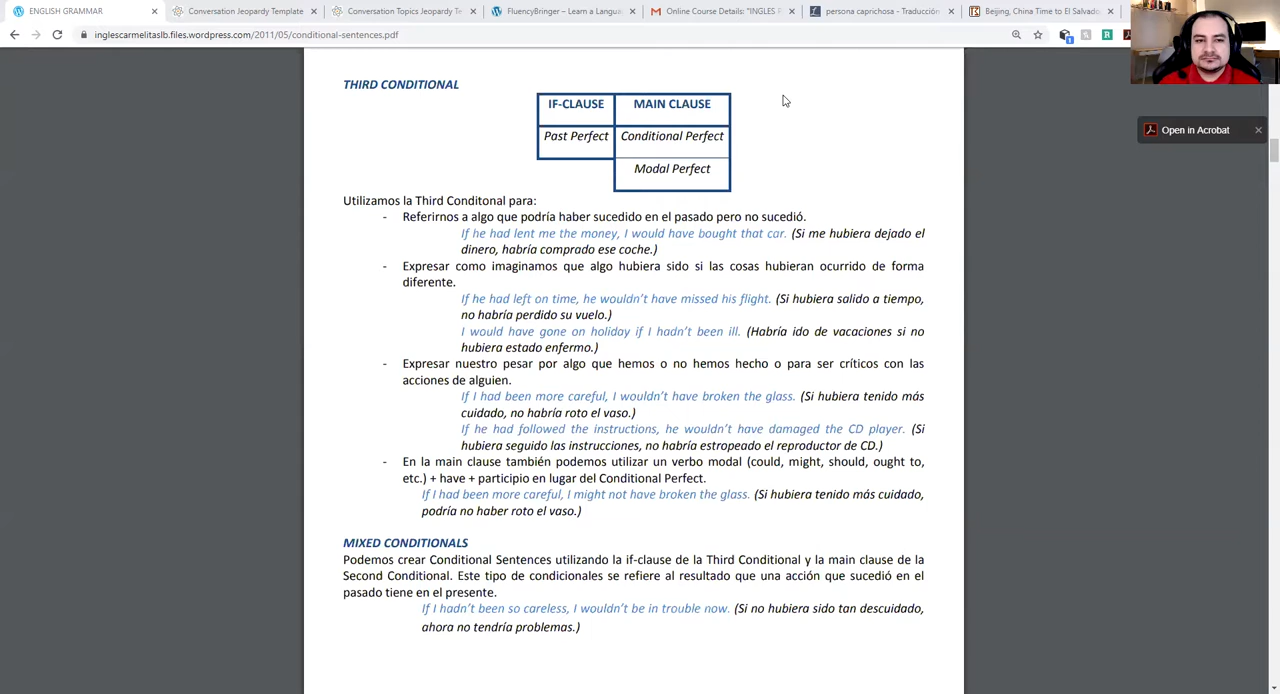 ENGLISH GRAMMAR
Conversation Jeopardy Template
Conversation Topics Jeopardy Te
FluencyBringer – Learn a Langua
Online Course Details: "INGLES P
persona caprichosa - Traducción
Beijing, China Time to El Salvado
inglescarmelitaslb.files.wordpress.com/2011/05/conditional-sentences.pdf
Open in Acrobat
THIRD CONDITIONAL
IF-CLAUSE MAIN CLAUSE
Past Perfect Conditional Perfect
Modal Perfect
Utilizamos la Third Conditonal para:
- Referirnos a algo que podría haber sucedido en el pasado pero no sucedió.
If he had lent me the money, I would have bought that car. (Si me hubiera dejado el
dinero, habría comprado ese coche.)
- Expresar como imaginamos que algo hubiera sido si las cosas hubieran ocurrido de forma
diferente.
If he had left on time, he wouldn't have missed his flight. (Si hubiera salido a tiempo,
no habría perdido su vuelo.)
I would have gone on holiday if I hadn't been ill. (Habría ido de vacaciones si no
hubiera estado enfermo.)
- Expresar nuestro pesar por algo que hemos o no hemos hecho o para ser críticos con las
acciones de alguien.
If I had been more careful, I wouldn't have broken the glass. (Si hubiera tenido más
cuidado, no habría roto el vaso.)
If he had followed the instructions, he wouldn't have damaged the CD player. (Si
hubiera seguido las instrucciones, no habría estropeado el reproductor de CD.)
- En la main clause también podemos utilizar un verbo modal (could, might, should, ought to,
etc.) + have + participio en lugar del Conditional Perfect.
If I had been more careful, I might not have broken the glass. (Si hubiera tenido más cuidado,
podría no haber roto el vaso.)
MIXED CONDITIONALS
Podemos crear Conditional Sentences utilizando la if-clause de la Third Conditional y la main clause de la
Second Conditional. Este tipo de condicionales se refiere al resultado que una acción que sucedió en el
pasado tiene en el presente.
If I hadn't been so careless, I wouldn't be in trouble now. (Si no hubiera sido tan descuidado,
ahora no tendría problemas.)